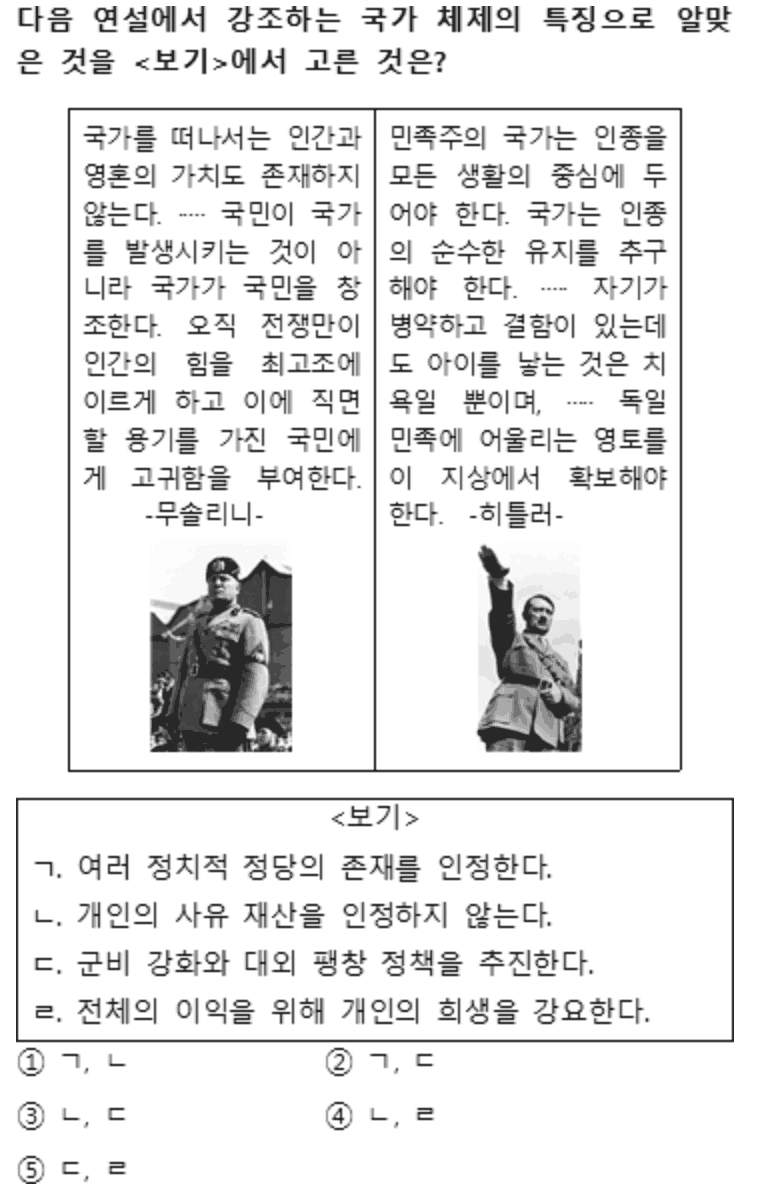 다음 연설에서 강조하는 국가 체제의 특징으로 알맞
은 것을 <보기>에서 고른 것은?
국가를 떠나서는 인간과
영혼의 가치도 존재하지
않는다. ····· 국민이 국가
를 발생시키는 것이 아
니라 국가가 국민을 창
조한다. 오직 전쟁만이
인간의 힘을 최고조에
이르게 하고 이에 직면
할 용기를 가진 국민에
게 고귀함을 부여한다.
-무솔리니-
민족주의 국가는 인종을
모든 생활의 중심에 두
어야 한다. 국가는 인종
의 순수한 유지를 추구
해야 한다. ····· 자기가
병약하고 결함이 있는데
도 아이를 낳는 것은 치
욕일 뿐이며, ····· 독일
민족에 어울리는 영토를
이 지상에서 확보해야
한다. -히틀러-
<보기>
ㄱ. 여러 정치적 정당의 존재를 인정한다.
ㄴ. 개인의 사유 재산을 인정하지 않는다.
ㄷ. 군비 강화와 대외 팽창 정책을 추진한다.
ㄹ. 전체의 이익을 위해 개인의 희생을 강요한다.
① ㄱ, ㄴ ② ㄱ, ㄷ
③ ㄴ, ㄷ ④ ㄴ, ㄹ
⑤ ㄷ, ㄹ